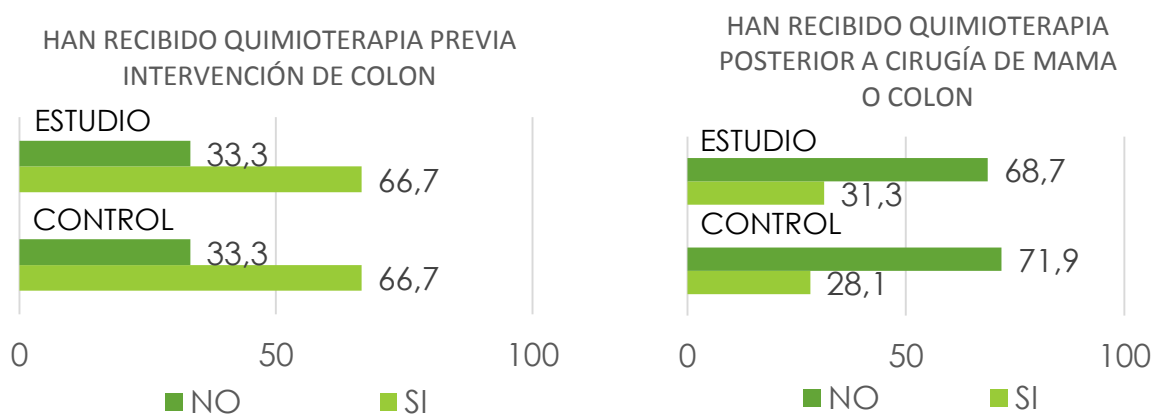 HAN RECIBIDO QUIMIOTERAPIA PREVIA
INTERVENCIÓN DE COLON
ESTUDIO
33,3
66,7
CONTROL
33,3
66,7
0 50 100
NO SI
HAN RECIBIDO QUIMIOTERAPIA
POSTERIOR A CIRUGÍA DE MAMA
O COLON
ESTUDIO
68,7
31,3
CONTROL
71,9
28,1
0 50 100
NO SI